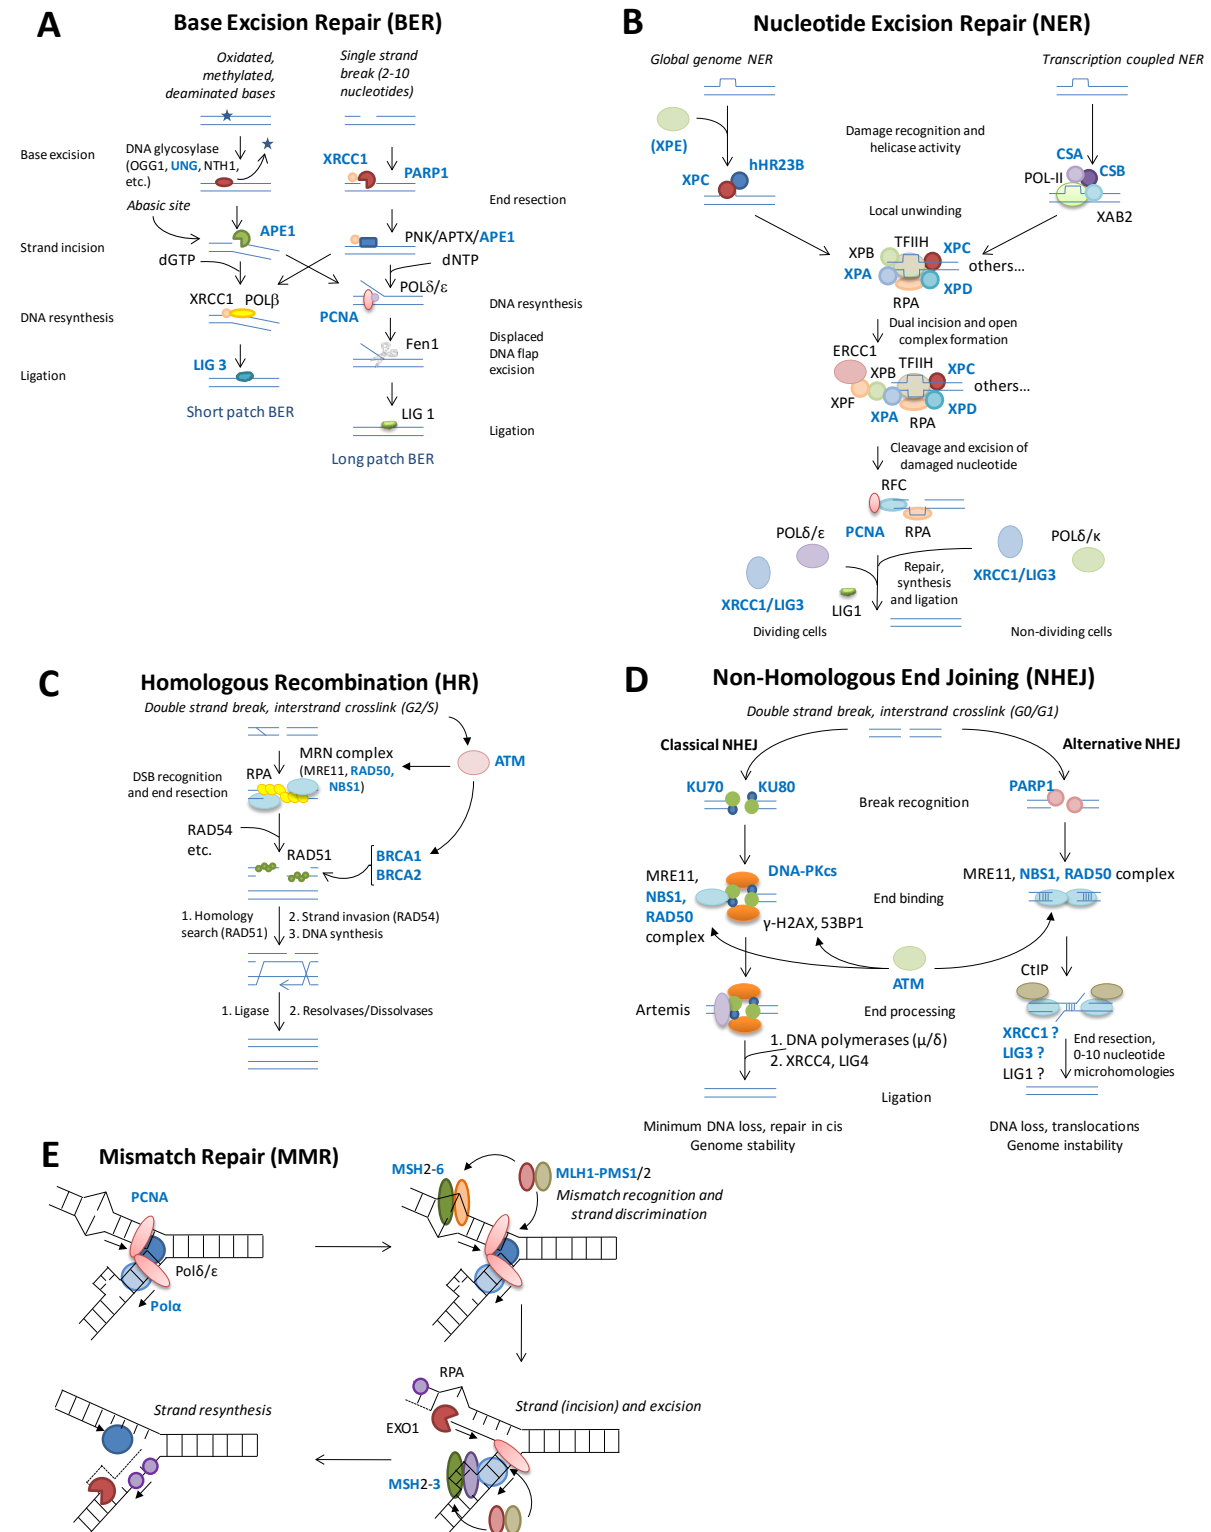 A
Base Excision Repair (BER)
Oxidated,
methylated,
deaminated bases
Single strand
break (2-10
nucleotides)
Base excision
DNA glycosylase
(OGG1, UNG, NTH1,
etc.)
XRCC1
PARP1
Abasic site
End resection
APE1
Strand incision
PNK/APTX/APE1
dGTP
dNTP
XRCC1 POLβ
POLδ/ε
DNA resynthesis
PCNA
DNA resynthesis
Fen1
Displaced
DNA flap
excision
LIG 3
Ligation
Short patch BER
LIG 1
Ligation
Long patch BER
B
Nucleotide Excision Repair (NER)
Global genome NER
Transcription coupled NER
(XPE)
Damage recognition and
helicase activity
hHR23B
XPC
CSA
CSB
POL-II
XAB2
Local unwinding
XPB
TFIIH
XPC
others...
XPA
XPD
RPA
Dual incision and open
complex formation
ERCC1
XPB
TFIIH
XPC
others...
XPF
XPA
XPD
RPA
Cleavage and excision of
damaged nucleotide
RFC
PCNA
RPA
POLδ/ε
POLδ/κ
XRCC1/LIG3
Repair,
synthesis
and ligation
XRCC1/LIG3
LIG1
Dividing cells
Non-dividing cells
C
Homologous Recombination (HR)
Double strand break, interstrand crosslink (G2/S)
MRN complex
(MRE11, RAD50,
NBS1)
ATM
RPA
DSB recognition
and end resection
RAD54
etc.
RAD51
BRCA1
BRCA2
1. Homology
search (RAD51)
2. Strand invasion (RAD54)
3. DNA synthesis
1. Ligase
2. Resolvases/Dissolvases
D
Non-Homologous End Joining (NHEJ)
Double strand break, interstrand crosslink (G0/G1)
Classical NHEJ
Alternative NHEJ
KU70
KU80
PARP1
Break recognition
MRE11,
NBS1,
RAD50
complex
DNA-PKcs
MRE11, NBS1, RAD50 complex
End binding
γ-H2AX, 53BP1
ATM
CtIP
Artemis
End processing
XRCC1 ?
LIG3 ?
LIG1 ?
End resection,
0-10 nucleotide
microhomologies
1. DNA polymerases (μ/δ)
2. XRCC4, LIG4
Ligation
Minimum DNA loss, repair in cis
Genome stability
DNA loss, translocations
Genome instability
E
Mismatch Repair (MMR)
PCNA
Polδ/ε
Polα
MSH2-6
MLH1-PMS1/2
Mismatch recognition and
strand discrimination
RPA
Strand resynthesis
Strand (incision) and excision
EXO1
MSH2-3